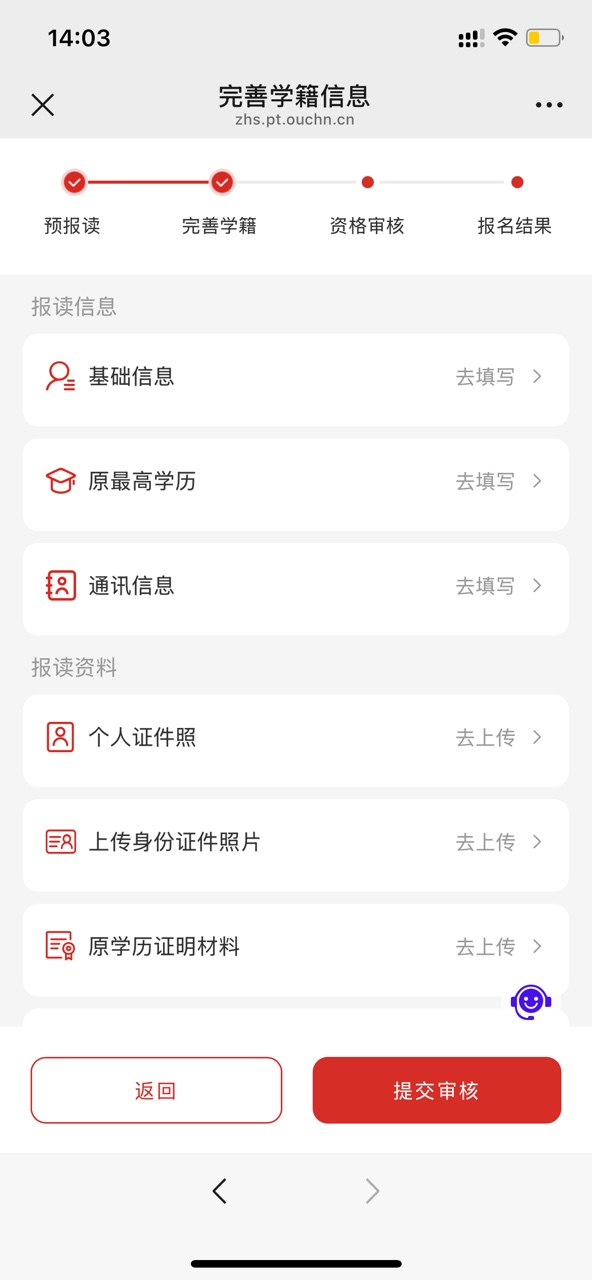 14:03
完善学籍信息
zhs.pt.ouchn.cn
预报读 完善学籍 资格审核 报名结果
报读信息
基础信息 去填写
原最高学历 去填写
通讯信息 去填写
报读资料
个人证件照 去上传
上传身份证件照片 去上传
原学历证明材料 去上传
返回 提交审核